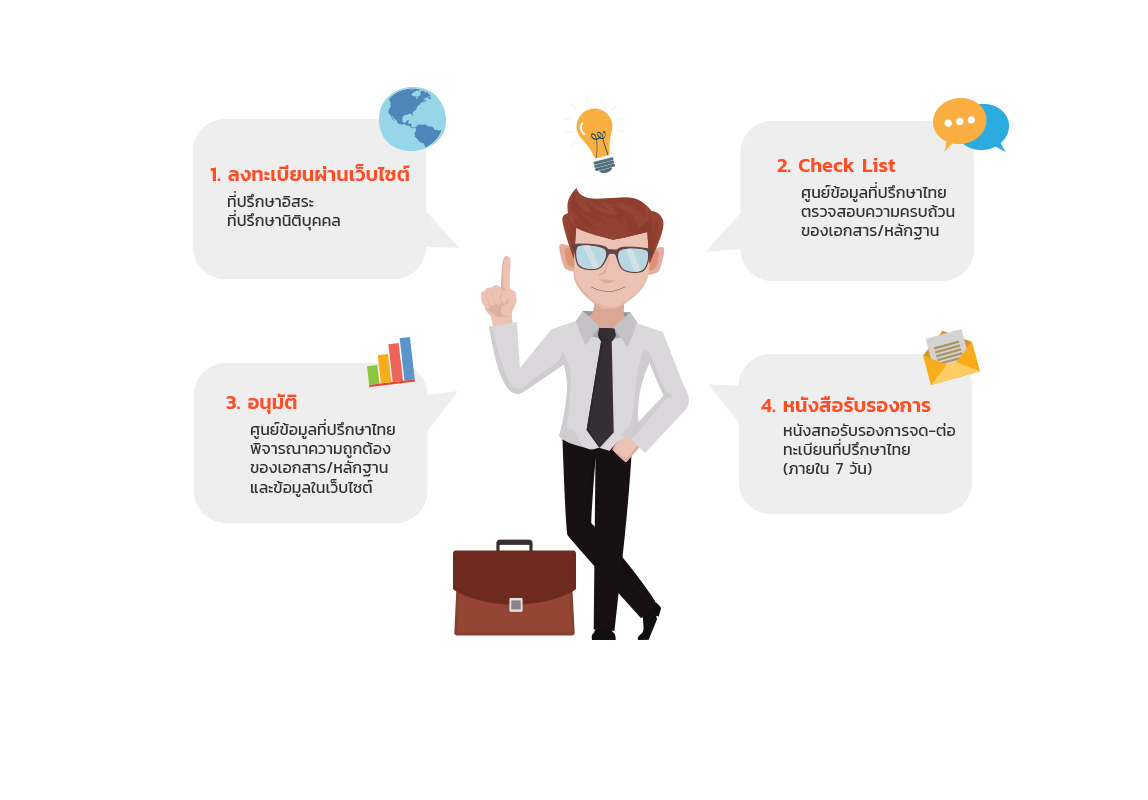 1. ลงทะเบียนผ่านเว็บไซต์
ที่ปรึกษาอิสระ
ที่ปรึกษานิติบุคคล
2. Check List
ศูนย์ข้อมูลที่ปรึกษาไทย
ตรวจสอบความครบถ้วน
ของเอกสาร/หลักฐาน
3. อนุมัติ
ศูนย์ข้อมูลที่ปรึกษาไทย
พิจารณาความถูกต้อง
ของเอกสาร/หลักฐาน
และข้อมูลในเว็บไซต์
4. หนังสือรับรองการ
หนังสทอรับรองการจด-ต่อ
ทะเบียนที่ปรึกษาไทย
(ภายใน 7 วัน)